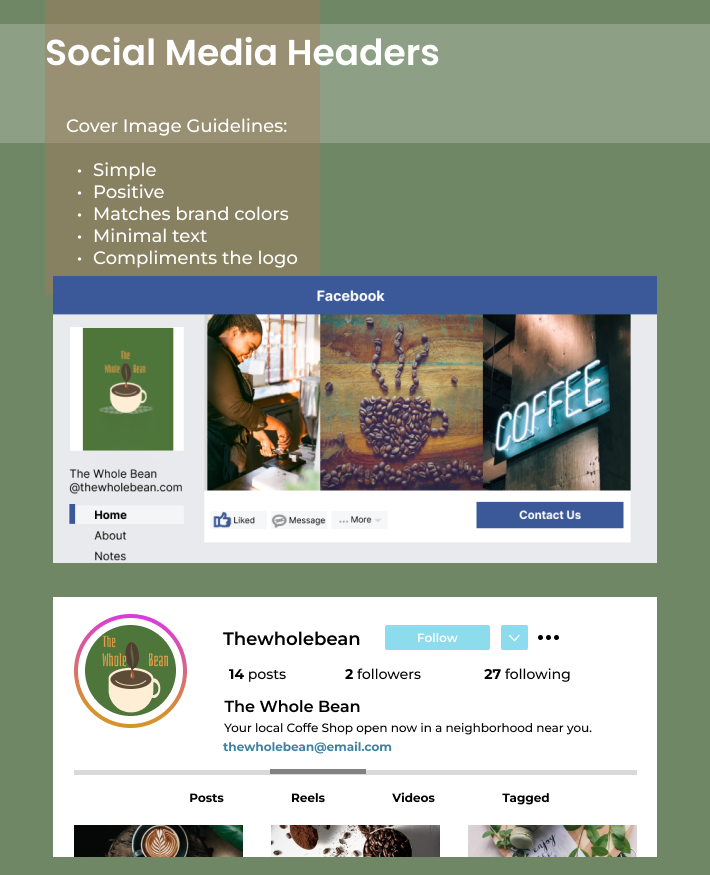 Social Media Headers
Cover Image Guidelines:
• Simple
• Positive
• Matches brand colors
• Minimal text
• Compliments the logo
Facebook
The
Whole Bean
COFFEE
The Whole Bean
@thewholebean.com
Home
About
Notes
Liked
Message
... More
Contact Us
The
Whole Bean
Thewholebean
Follow
•••
14 posts
2 followers
27 following
The Whole Bean
Your local Coffe Shop open now in a neighborhood near you.
thewholebean@email.com
Posts
Reels
Videos
Tagged